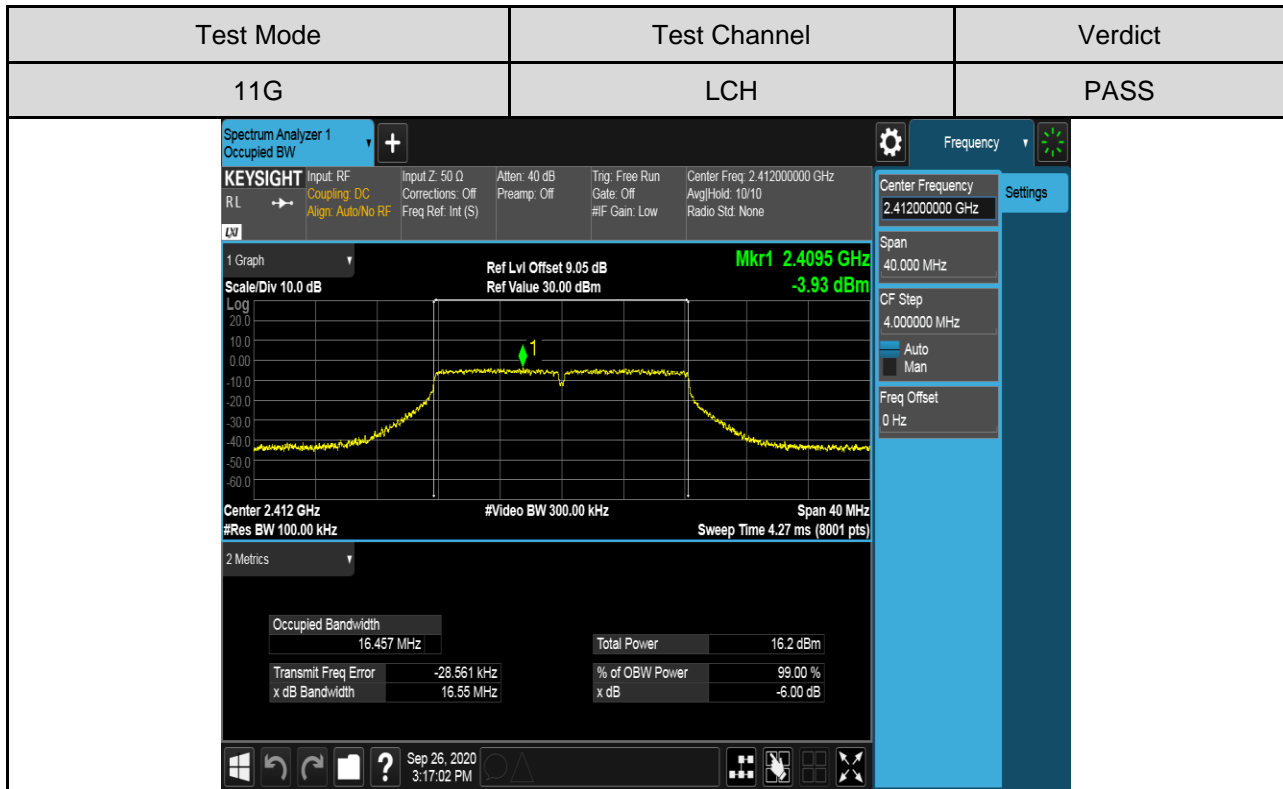 Test Mode Test Channel Verdict
11G LCH PASS
Spectrum Analyzer 1
Occupied BW
+
Frequency
KEYSIGHT
RL
LXI
Input: RF
Coupling: DC
Align: Auto/No RF
Input Z: 50 Ω
Corrections: Off
Freq Ref: Int (S)
Atten: 40 dB
Preamp: Off
Trig: Free Run
Gate: Off
#IF Gain: Low
Center Freq: 2.412000000 GHz
Avg|Hold: 10/10
Radio Std: None
Center Frequency
2.412000000 GHz
Settings
Span
40.000 MHz
CF Step
4.000000 MHz
Auto
Man
Freq Offset
0 Hz
1 Graph
Scale/Div 10.0 dB
Ref Lvl Offset 9.05 dB
Ref Value 30.00 dBm
Mkr1 2.4095 GHz
-3.93 dBm
Log
20.0
10.0
0.00
-10.0
-20.0
-30.0
-40.0
-50.0
-60.0
1
Center 2.412 GHz #Video BW 300.00 kHz Span 40 MHz
#Res BW 100.00 kHz Sweep Time 4.27 ms (8001 pts)
2 Metrics
Occupied Bandwidth
16.457 MHz
Total Power 16.2 dBm
Transmit Freq Error -28.561 kHz
% of OBW Power 99.00 %
x dB Bandwidth 16.55 MHz
x dB -6.00 dB
?
Sep 26, 2020
3:17:02 PM